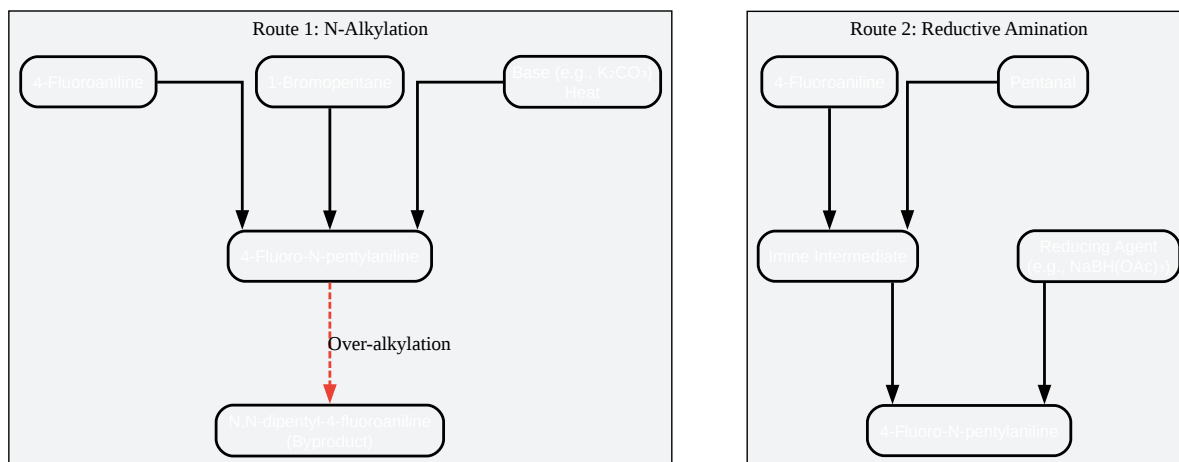 Route 1: N-Alkylation
4-Fluoroaniline
1-Bromopentane
Base (e.g., K₂CO₃)
Heat
4-Fluoro-N-pentylaniline
Over-alkylation
N,N-dipentyl-4-fluoroaniline
(Byproduct)
Route 2: Reductive Amination
4-Fluoroaniline
Pentanal
Imine Intermediate
Reducing Agent
(e.g., NaBH(OAc)₃)
4-Fluoro-N-pentylaniline